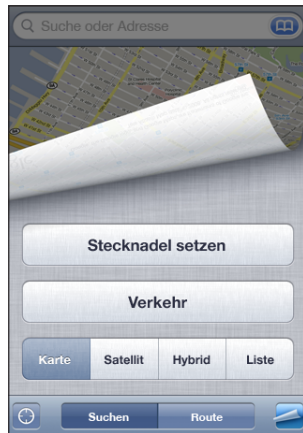 Suche oder Adresse
Stecknadel setzen
Verkehr
Karte Satellit Hybrid Liste
Suchen Route